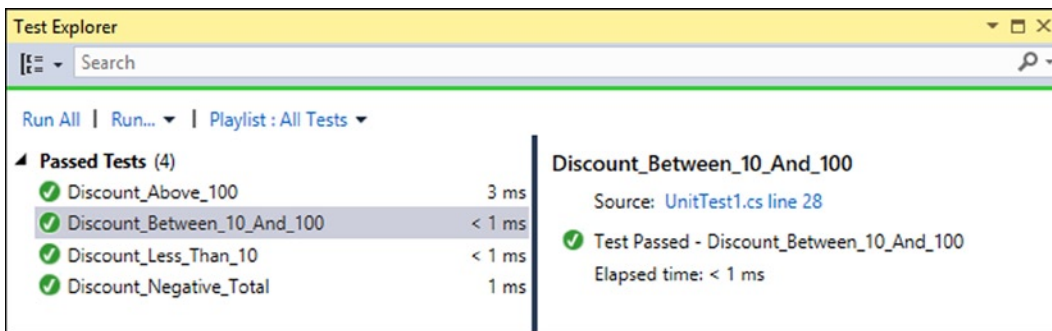 Test Explorer
Search
Run All | Run... | Playlist : All Tests
Passed Tests (4)
Discount_Above_100 3 ms
Discount_Between_10_And_100 < 1 ms
Discount_Less_Than_10 < 1 ms
Discount_Negative_Total 1 ms
Discount_Between_10_And_100
Source: UnitTest1.cs line 28
Test Passed - Discount_Between_10_And_100
Elapsed time: < 1 ms